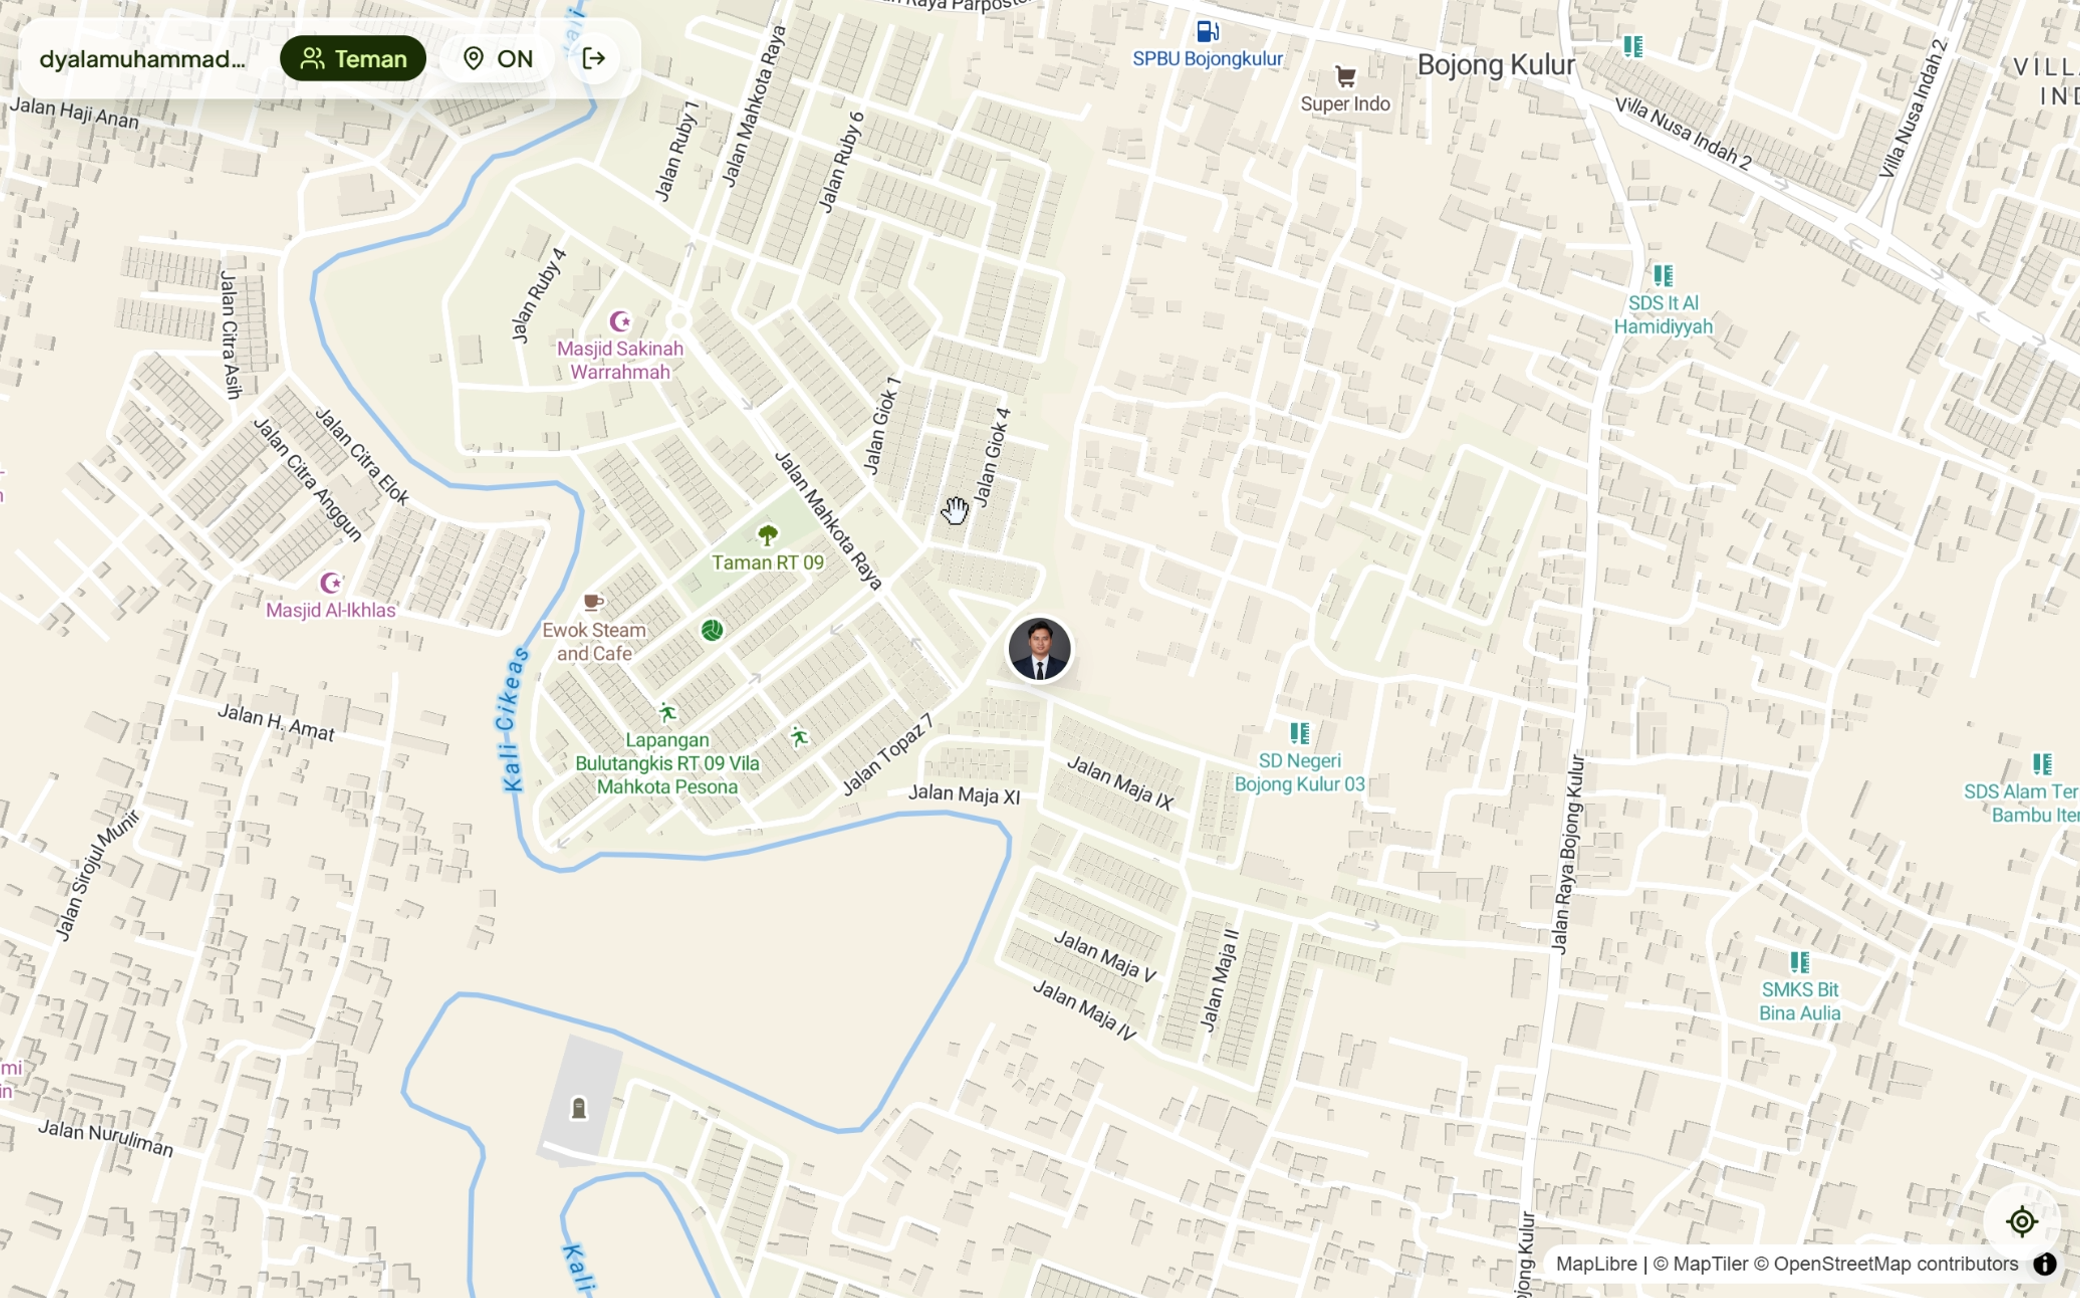 dyalamuhammad...
Teman
ON
Raya Parpostel
SPBU Bojongkulur
Bojong Kulur
Super Indo
Villa Nusa Indah 2
Villa Nusa Indah 2
Jalan Haji Anan
Jalan Ruby 1
Jalan Mahkota Raya
Jalan Ruby 6
Jalan Ruby 4
Jalan Citra Asih
SDS It Al
Hamidiyyah
Masjid Sakinah
Warrahmah
Jalan Giok 1
Jalan Giok 4
Jalan Citra Elok
Jalan Citra Anggun
Jalan Mahkota Raya
Taman RT 09
Masjid Al-Ikhlas
Ewok Steam
and Cafe
Kali Cikeas
Jalan H. Amat
Lapangan
Bulutangkis RT 09 Vila
Mahkota Pesona
Jalan Topaz 7
Jalan Maja XI
Jalan Maja IX
SD Negeri
Bojong Kulur 03
SDS Alam Ter
Bambu Item
Jalan Raya Bojong Kulur
Jalan Sirojul Munir
Jalan Maja V
Jalan Maja II
Jalan Maja IV
SMKS Bit
Bina Aulia
Jalan Nuruliman
Kali
MapLibre | © MapTiler © OpenStreetMap contributors